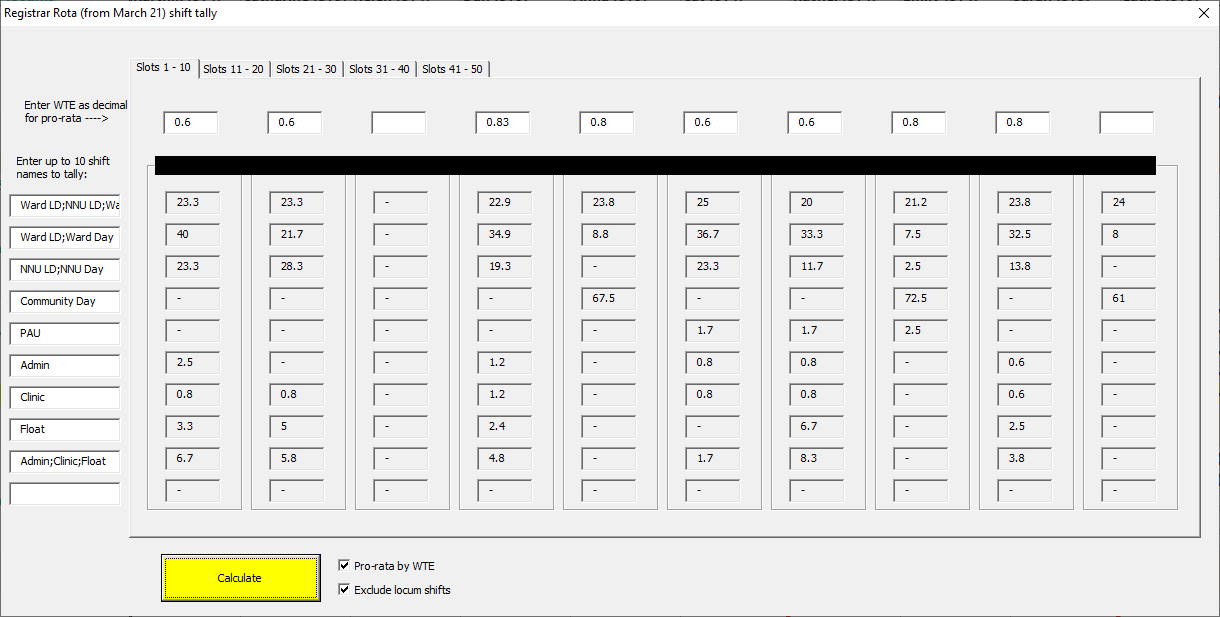 Registrar Rota (from March 21) shift tally
Slots 1 - 10 Slots 11 - 20 Slots 21 - 30 Slots 31 - 40 Slots 41 - 50
Enter WTE as decimal
for pro-rata ---->
0.6 0.6 0.83 0.8 0.6 0.6 0.8 0.8
Enter up to 10 shift
names to tally:
Ward LD;NNU LD;Wa 23.3 23.3 - 22.9 23.8 25 20 21.2 23.8 24
Ward LD;Ward Day 40 21.7 - 34.9 8.8 36.7 33.3 7.5 32.5 8
NNU LD;NNU Day 23.3 28.3 - 19.3 - 23.3 11.7 2.5 13.8 -
Community Day - - - - 67.5 - - 72.5 - 61
PAU - - - - - 1.7 1.7 2.5 - -
Admin 2.5 - - 1.2 - 0.8 0.8 - 0.6 -
Clinic 0.8 0.8 - 1.2 - 0.8 0.8 - 0.6 -
Float 3.3 5 - 2.4 - - 6.7 - 2.5 -
Admin;Clinic;Float 6.7 5.8 - 4.8 - 1.7 8.3 - 3.8 -
- - - - - - - - - -
Calculate
Pro-rata by WTE
Exclude locum shifts